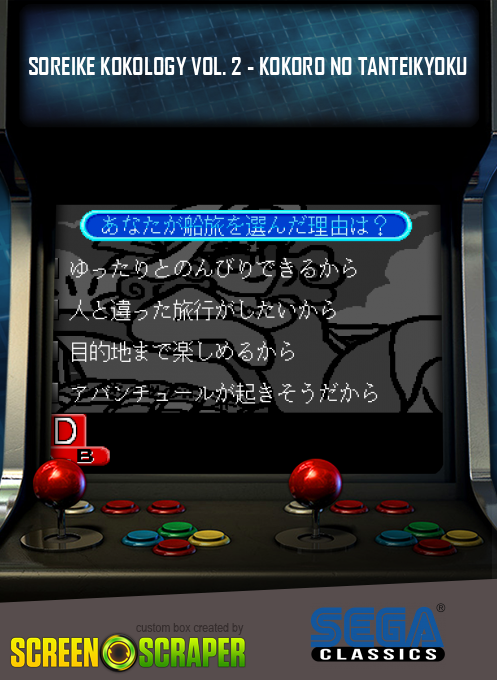 SOREIKE KOKOLOGY VOL. 2 - KOKORO NO TANTEIKYOKU
あなたが船旅を選んだ理由は？
ゆったりとのんびりできるから
人と違った旅行がしたいから
目的地まで楽しめるから
アバンチュールが起きそうだから
D
B
custom box created by
SCREEN SCRAPER
SEGA®
CLASSICS